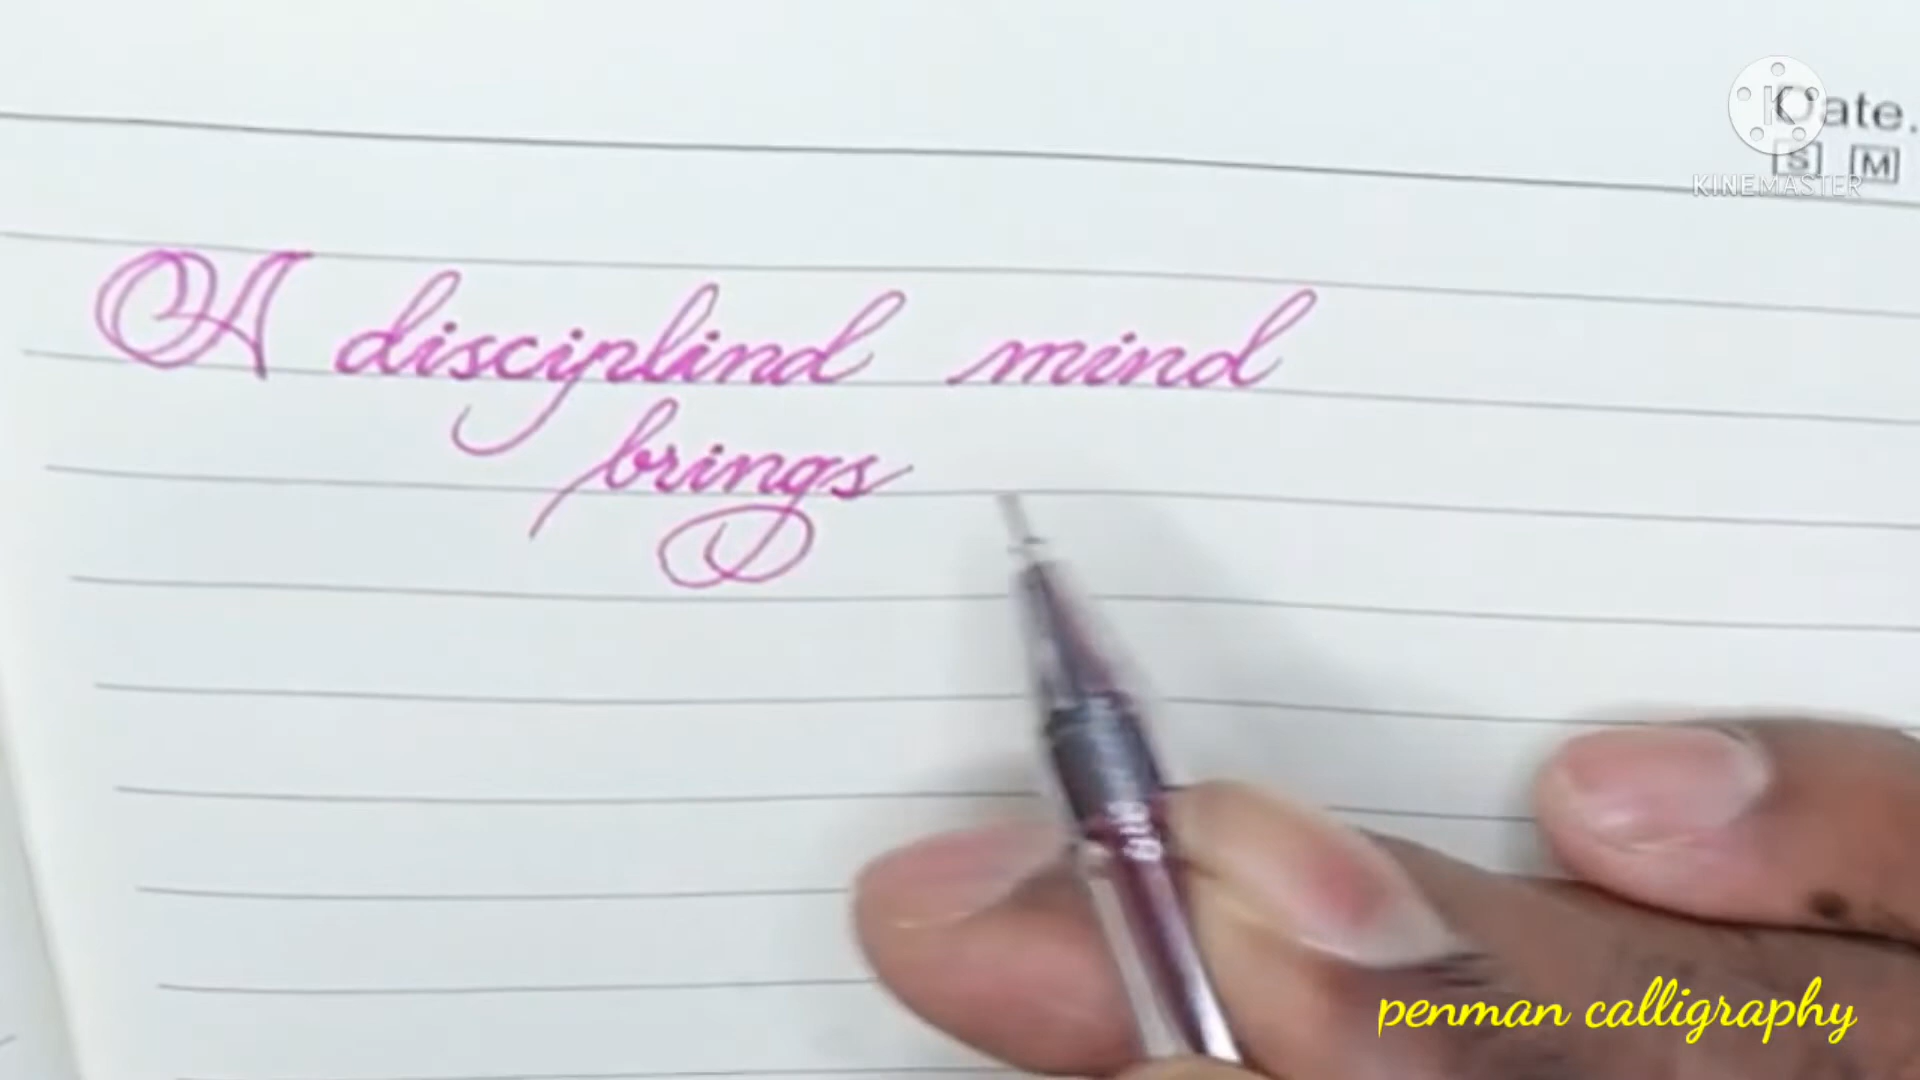 Date.
S M
KINEMASTER
A disciplind mind
brings
penman calligraphy